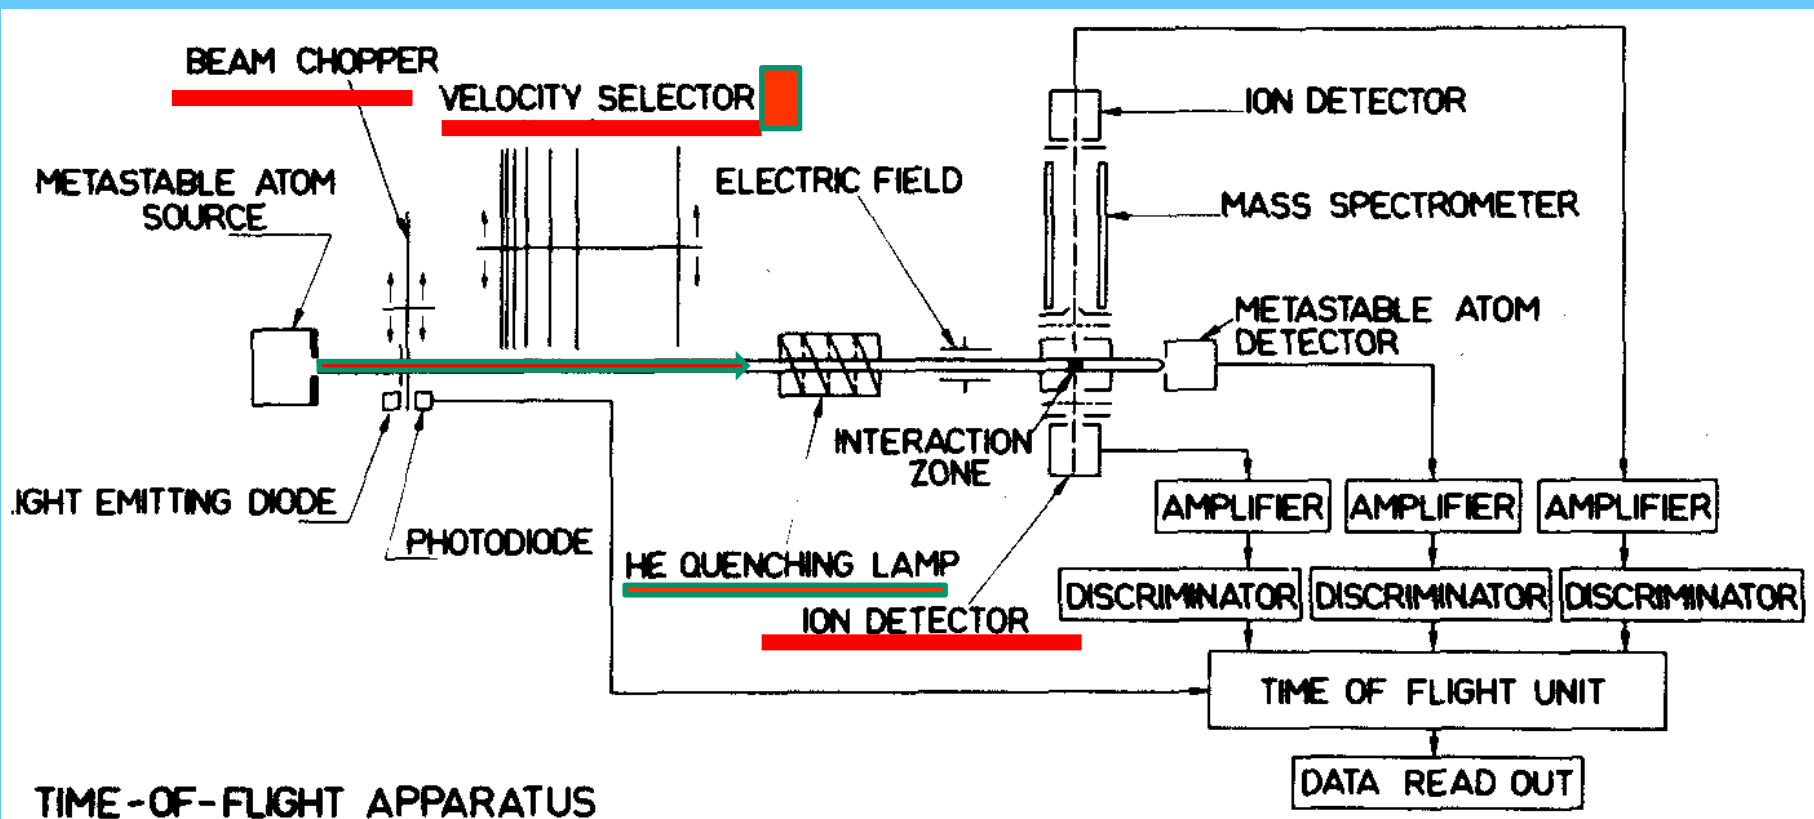 BEAM CHOPPER
VELOCITY SELECTOR
ION DETECTOR
METASTABLE ATOM
SOURCE
ELECTRIC FIELD
MASS SPECTROMETER
METASTABLE ATOM
DETECTOR
INTERACTION
ZONE
IGHT EMITTING DIODE
PHOTODIODE
AMPLIFIER
AMPLIFIER
AMPLIFIER
HE QUENCHING LAMP
ION DETECTOR
DISCRIMINATOR
DISCRIMINATOR
DISCRIMINATOR
TIME OF FLIGHT UNIT
DATA READ OUT
TIME-OF-FLIGHT APPARATUS